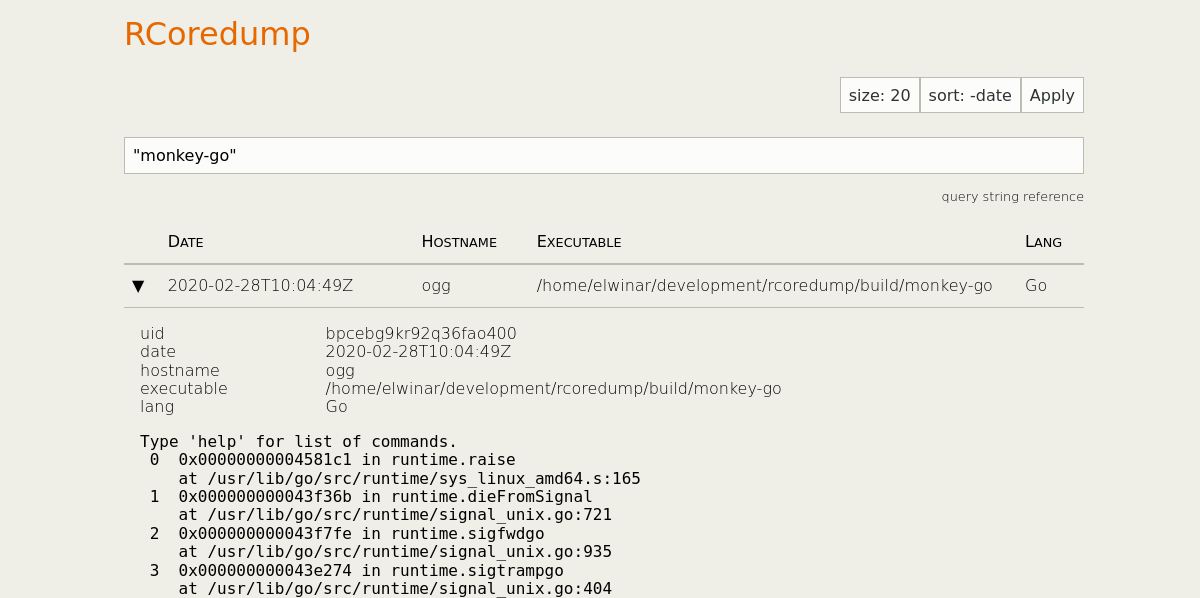 RCoredump
size: 20 sort: -date Apply
"monkey-go"
query string reference
Date Hostname Executable Lang
▼ 2020-02-28T10:04:49Z ogg /home/elwinar/development/rcoredump/build/monkey-go Go
uid bpcebg9kr92q36fao400
date 2020-02-28T10:04:49Z
hostname ogg
executable /home/elwinar/development/rcoredump/build/monkey-go
lang Go
Type 'help' for list of commands.
0 0x00000000004581c1 in runtime.raise
at /usr/lib/go/src/runtime/sys_linux_amd64.s:165
1 0x000000000043f36b in runtime.dieFromSignal
at /usr/lib/go/src/runtime/signal_unix.go:721
2 0x000000000043f7fe in runtime.sigfwdgo
at /usr/lib/go/src/runtime/signal_unix.go:935
3 0x000000000043e274 in runtime.sigtrampgo
at /usr/lib/go/src/runtime/signal_unix.go:404